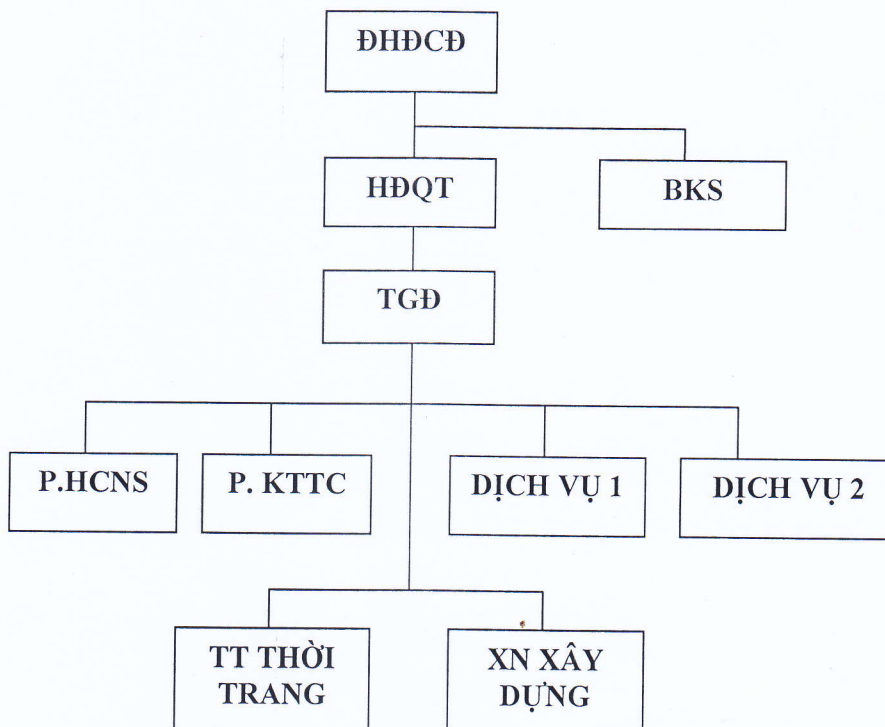 ĐHĐCĐ
HĐQT
BKS
TGĐ
P.HCNS
P. KTTC
DỊCH VỤ 1
DỊCH VỤ 2
TT THỜI
TRANG
XN XÂY
DỰNG